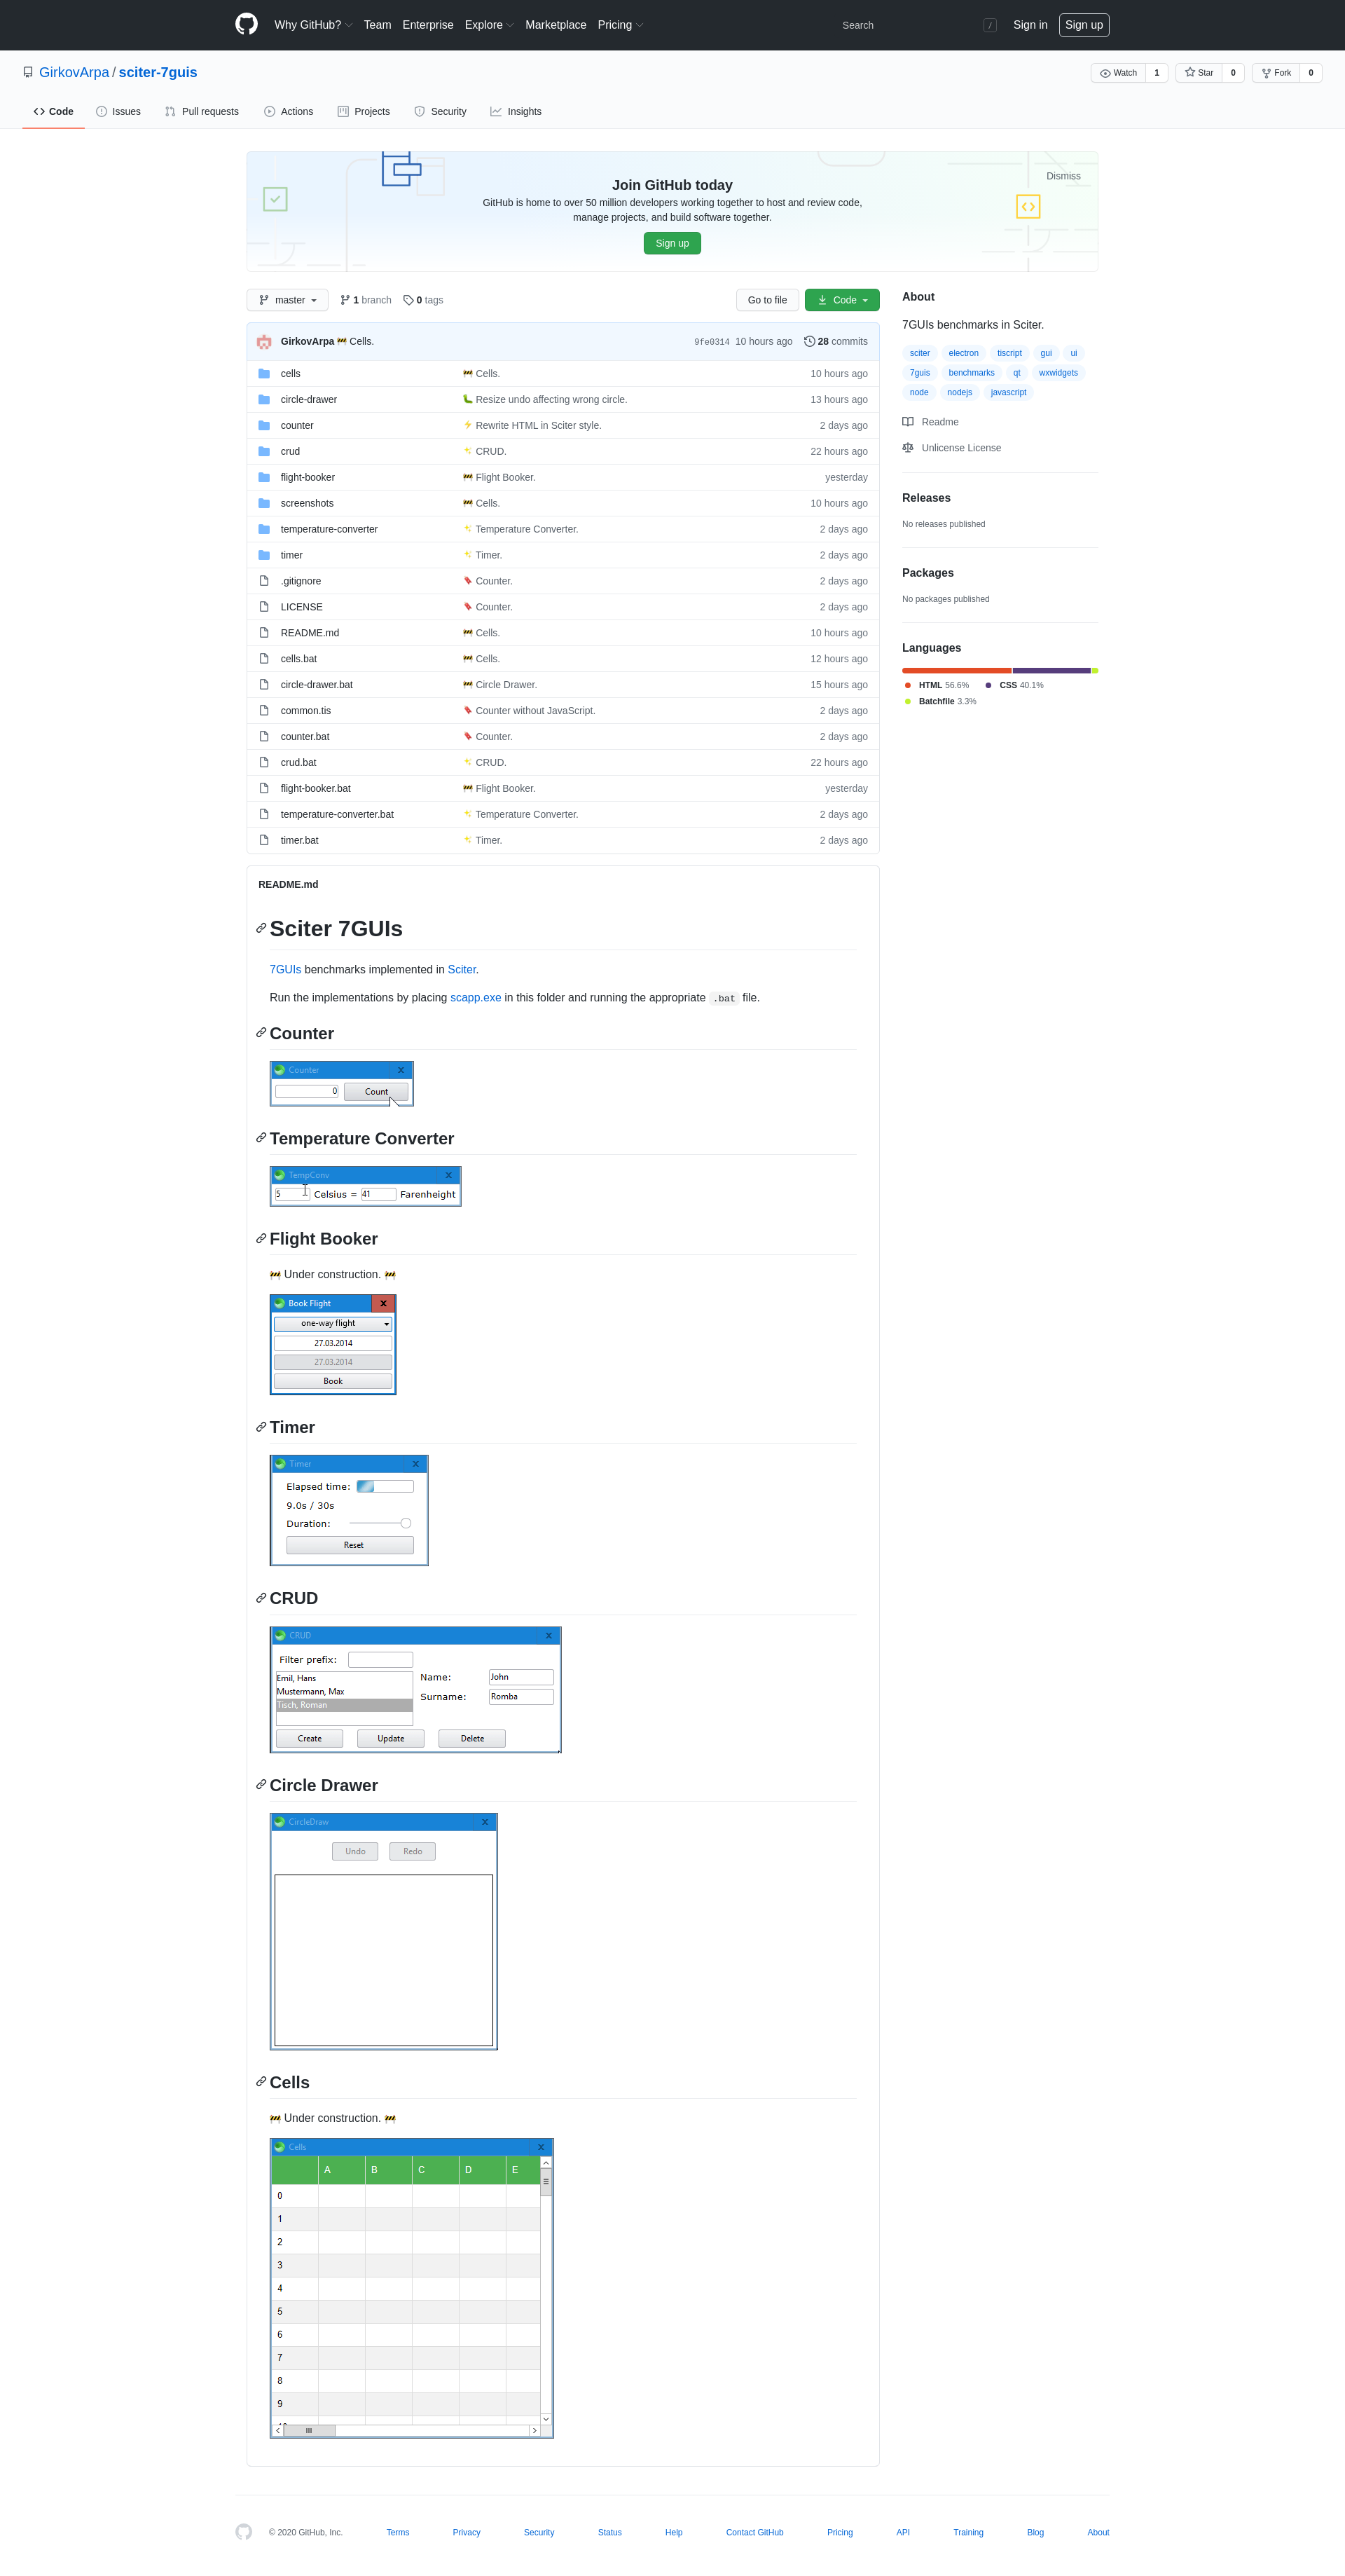 Why GitHub? Team Enterprise Explore Marketplace Pricing Search / Sign in Sign up
GirkovArpa / sciter-7guis
Watch 1 Star 0 Fork 0
Code Issues Pull requests Actions Projects Security Insights
Dismiss
Join GitHub today
GitHub is home to over 50 million developers working together to host and review code,
manage projects, and build software together.
Sign up
master 1 branch 0 tags Go to file Code
GirkovArpa 🚧 Cells. 9fe0314 10 hours ago 28 commits
cells 🚧 Cells. 10 hours ago
circle-drawer 🐛 Resize undo affecting wrong circle. 13 hours ago
counter ⚡ Rewrite HTML in Sciter style. 2 days ago
crud ✨ CRUD. 22 hours ago
flight-booker 🚧 Flight Booker. yesterday
screenshots 🚧 Cells. 10 hours ago
temperature-converter ✨ Temperature Converter. 2 days ago
timer ✨ Timer. 2 days ago
.gitignore 🔖 Counter. 2 days ago
LICENSE 🔖 Counter. 2 days ago
README.md 🚧 Cells. 10 hours ago
cells.bat 🚧 Cells. 12 hours ago
circle-drawer.bat 🚧 Circle Drawer. 15 hours ago
common.tis 🔖 Counter without JavaScript. 2 days ago
counter.bat 🔖 Counter. 2 days ago
crud.bat ✨ CRUD. 22 hours ago
flight-booker.bat 🚧 Flight Booker. yesterday
temperature-converter.bat ✨ Temperature Converter. 2 days ago
timer.bat ✨ Timer. 2 days ago
About
7GUIs benchmarks in Sciter.
sciter electron tiscript gui ui
7guis benchmarks qt wxwidgets
node nodejs javascript
Readme
Unlicense License
Releases
No releases published
Packages
No packages published
Languages
HTML 56.6% CSS 40.1%
Batchfile 3.3%
README.md
Sciter 7GUIs
7GUIs benchmarks implemented in Sciter.
Run the implementations by placing scapp.exe in this folder and running the appropriate .bat file.
Counter
Counter x
0 Count
Temperature Converter
TempConv x
5 Celsius = 41 Farenheight
Flight Booker
🚧 Under construction. 🚧
Book Flight x
one-way flight
27.03.2014
27.03.2014
Book
Timer
Timer x
Elapsed time:
9.0s / 30s
Duration:
Reset
CRUD
CRUD x
Filter prefix:
Emil, Hans
Mustermann, Max
Tisch, Roman
Name: John
Surname: Romba
Create Update Delete
Circle Drawer
CircleDraw x
Undo Redo
Cells
🚧 Under construction. 🚧
Cells x
A B C D E
0
1
2
3
4
5
6
7
8
9
© 2020 GitHub, Inc. Terms Privacy Security Status Help Contact GitHub Pricing API Training Blog About